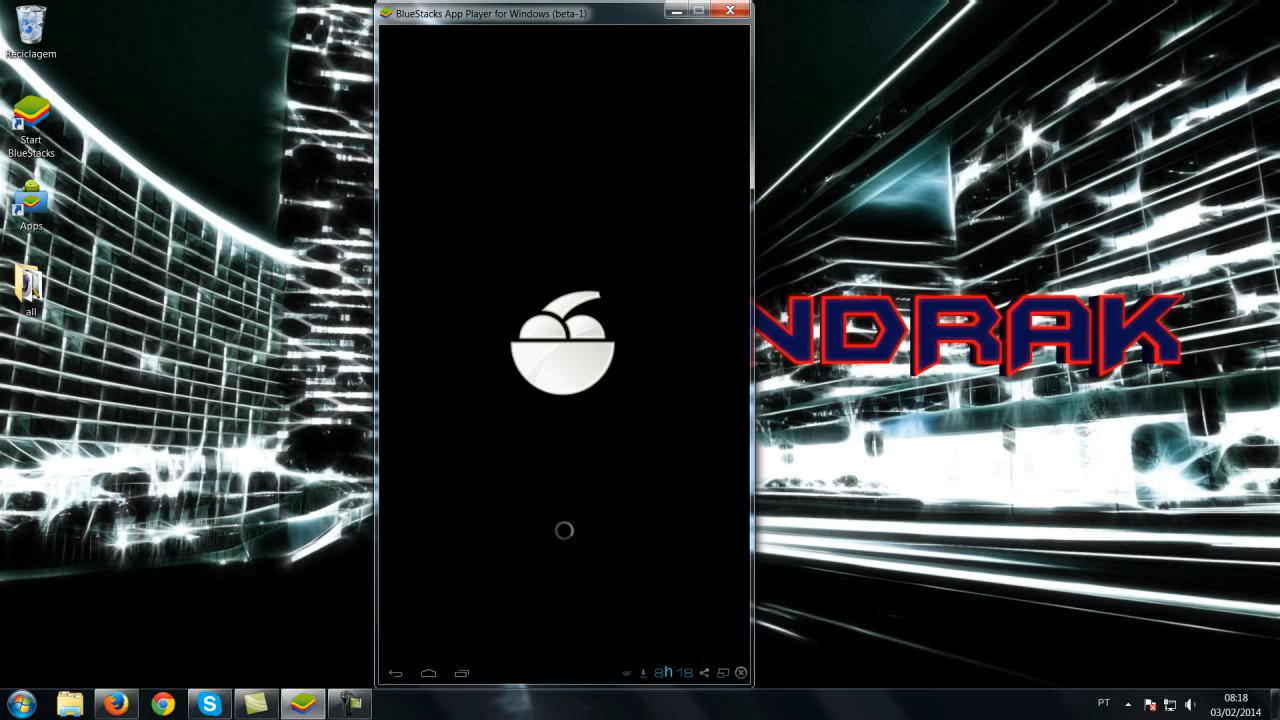 Reciclagem
Start
BlueStacks
Apps
all
BlueStacks App Player for Windows (beta-1)
NDRAK
8h18
PT
08:18
03/02/2014